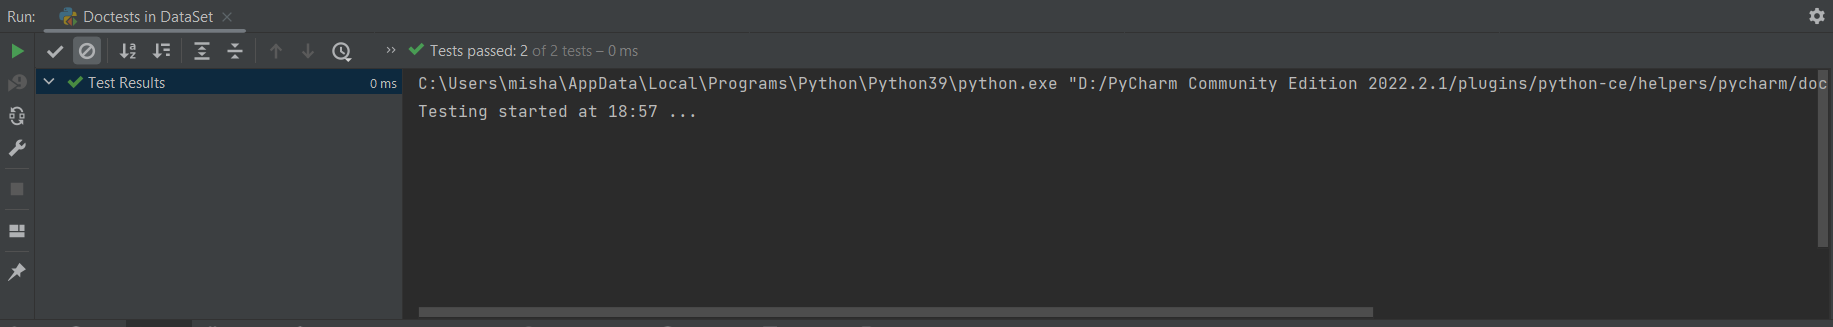 Run: Doctests in DataSet
Tests passed: 2 of 2 tests – 0 ms
Test Results 0 ms
C:\Users\misha\AppData\Local\Programs\Python\Python39\python.exe "D:/PyCharm Community Edition 2022.2.1/plugins/python-ce/helpers/pycharm/doc
Testing started at 18:57 ...